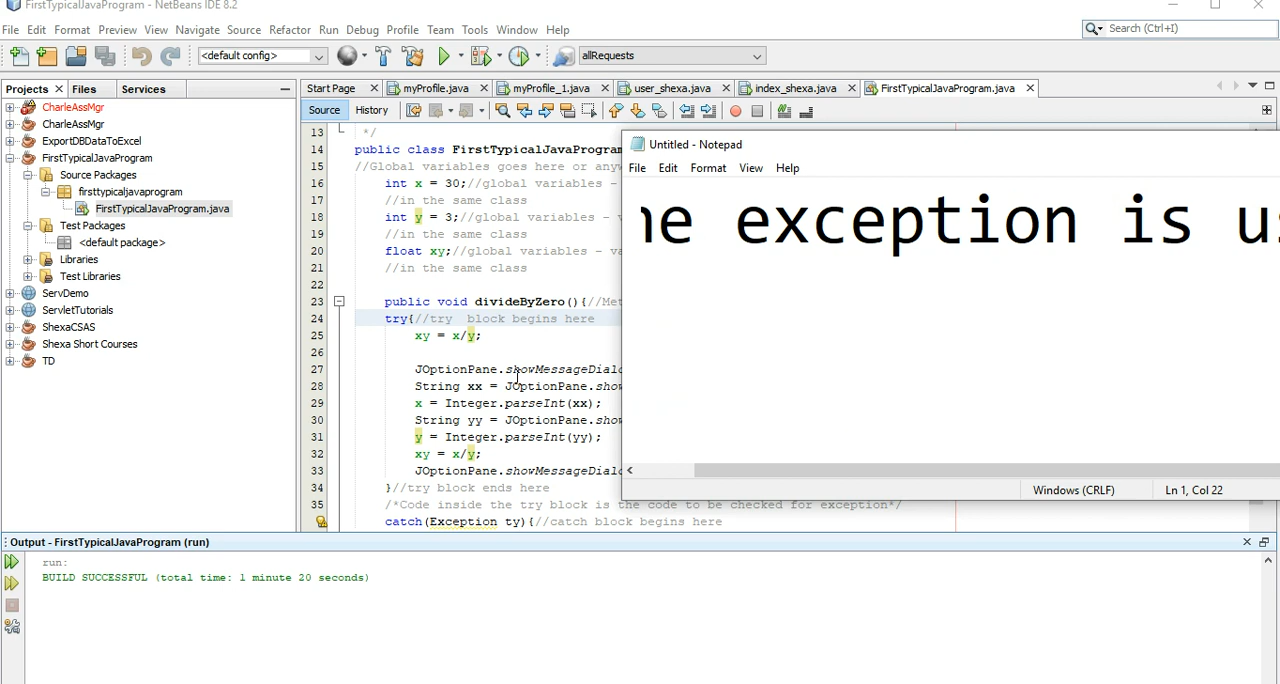 FirstTypicalJavaProgram - NetBeans IDE 8.2
File Edit Format Preview View Navigate Source Refactor Run Debug Profile Team Tools Window Help
Search (Ctrl+I)
<default config>
allRequests
Projects
Files
Services
Start Page
myProfile.java
myProfile_1.java
user_shexa.java
index_shexa.java
FirstTypicalJavaProgram.java
Source
History
CharleAssMgr
CharleAssMgr
ExportDBDataToExcel
FirstTypicalJavaProgram
Source Packages
firsttypicaljavaprogram
FirstTypicalJavaProgram.java
Test Packages
<default package>
Libraries
Test Libraries
ServDemo
ServletTutorials
ShexaCSAS
Shexa Short Courses
TD
13 */
14 public class FirstTypicalJavaProgram
15 //Global variables goes here or anyw
16 int x = 30;//global variables -
17 //in the same class
18 int y = 3;//global variables - v
19 //in the same class
20 float xy;//global variables - va
21 //in the same class
22
23 public void divideByZero(){//Met
24 try{//try block begins here
25 xy = x/y;
26
27 JOptionPane.showMessageDialo
28 String xx = JOptionPane.show
29 x = Integer.parseInt(xx);
30 String yy = JOptionPane.show
31 y = Integer.parseInt(yy);
32 xy = x/y;
33 JOptionPane.showMessageDialo
34 }//try block ends here
35 /*Code inside the try block is the code to be checked for exception*/
catch(Exception ty){//catch block begins here
Untitled - Notepad
File Edit Format View Help
he exception is us
Windows (CRLF)
Ln 1, Col 22
Output - FirstTypicalJavaProgram (run)
run:
BUILD SUCCESSFUL (total time: 1 minute 20 seconds)